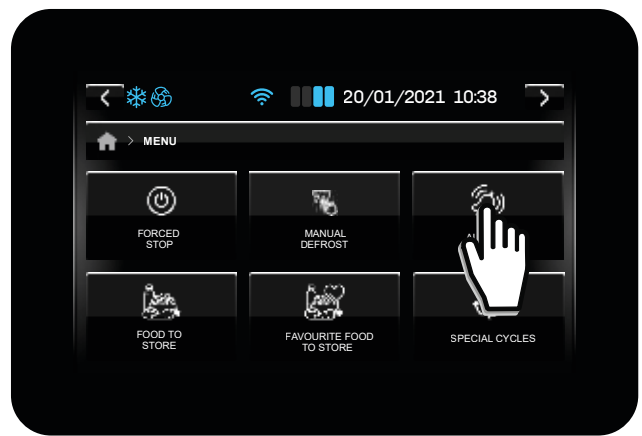 20/01/2021 10:38
> MENU
FORCED
STOP
MANUAL
DEFROST
FOOD TO
STORE
FAVOURITE FOOD
TO STORE
SPECIAL CYCLES